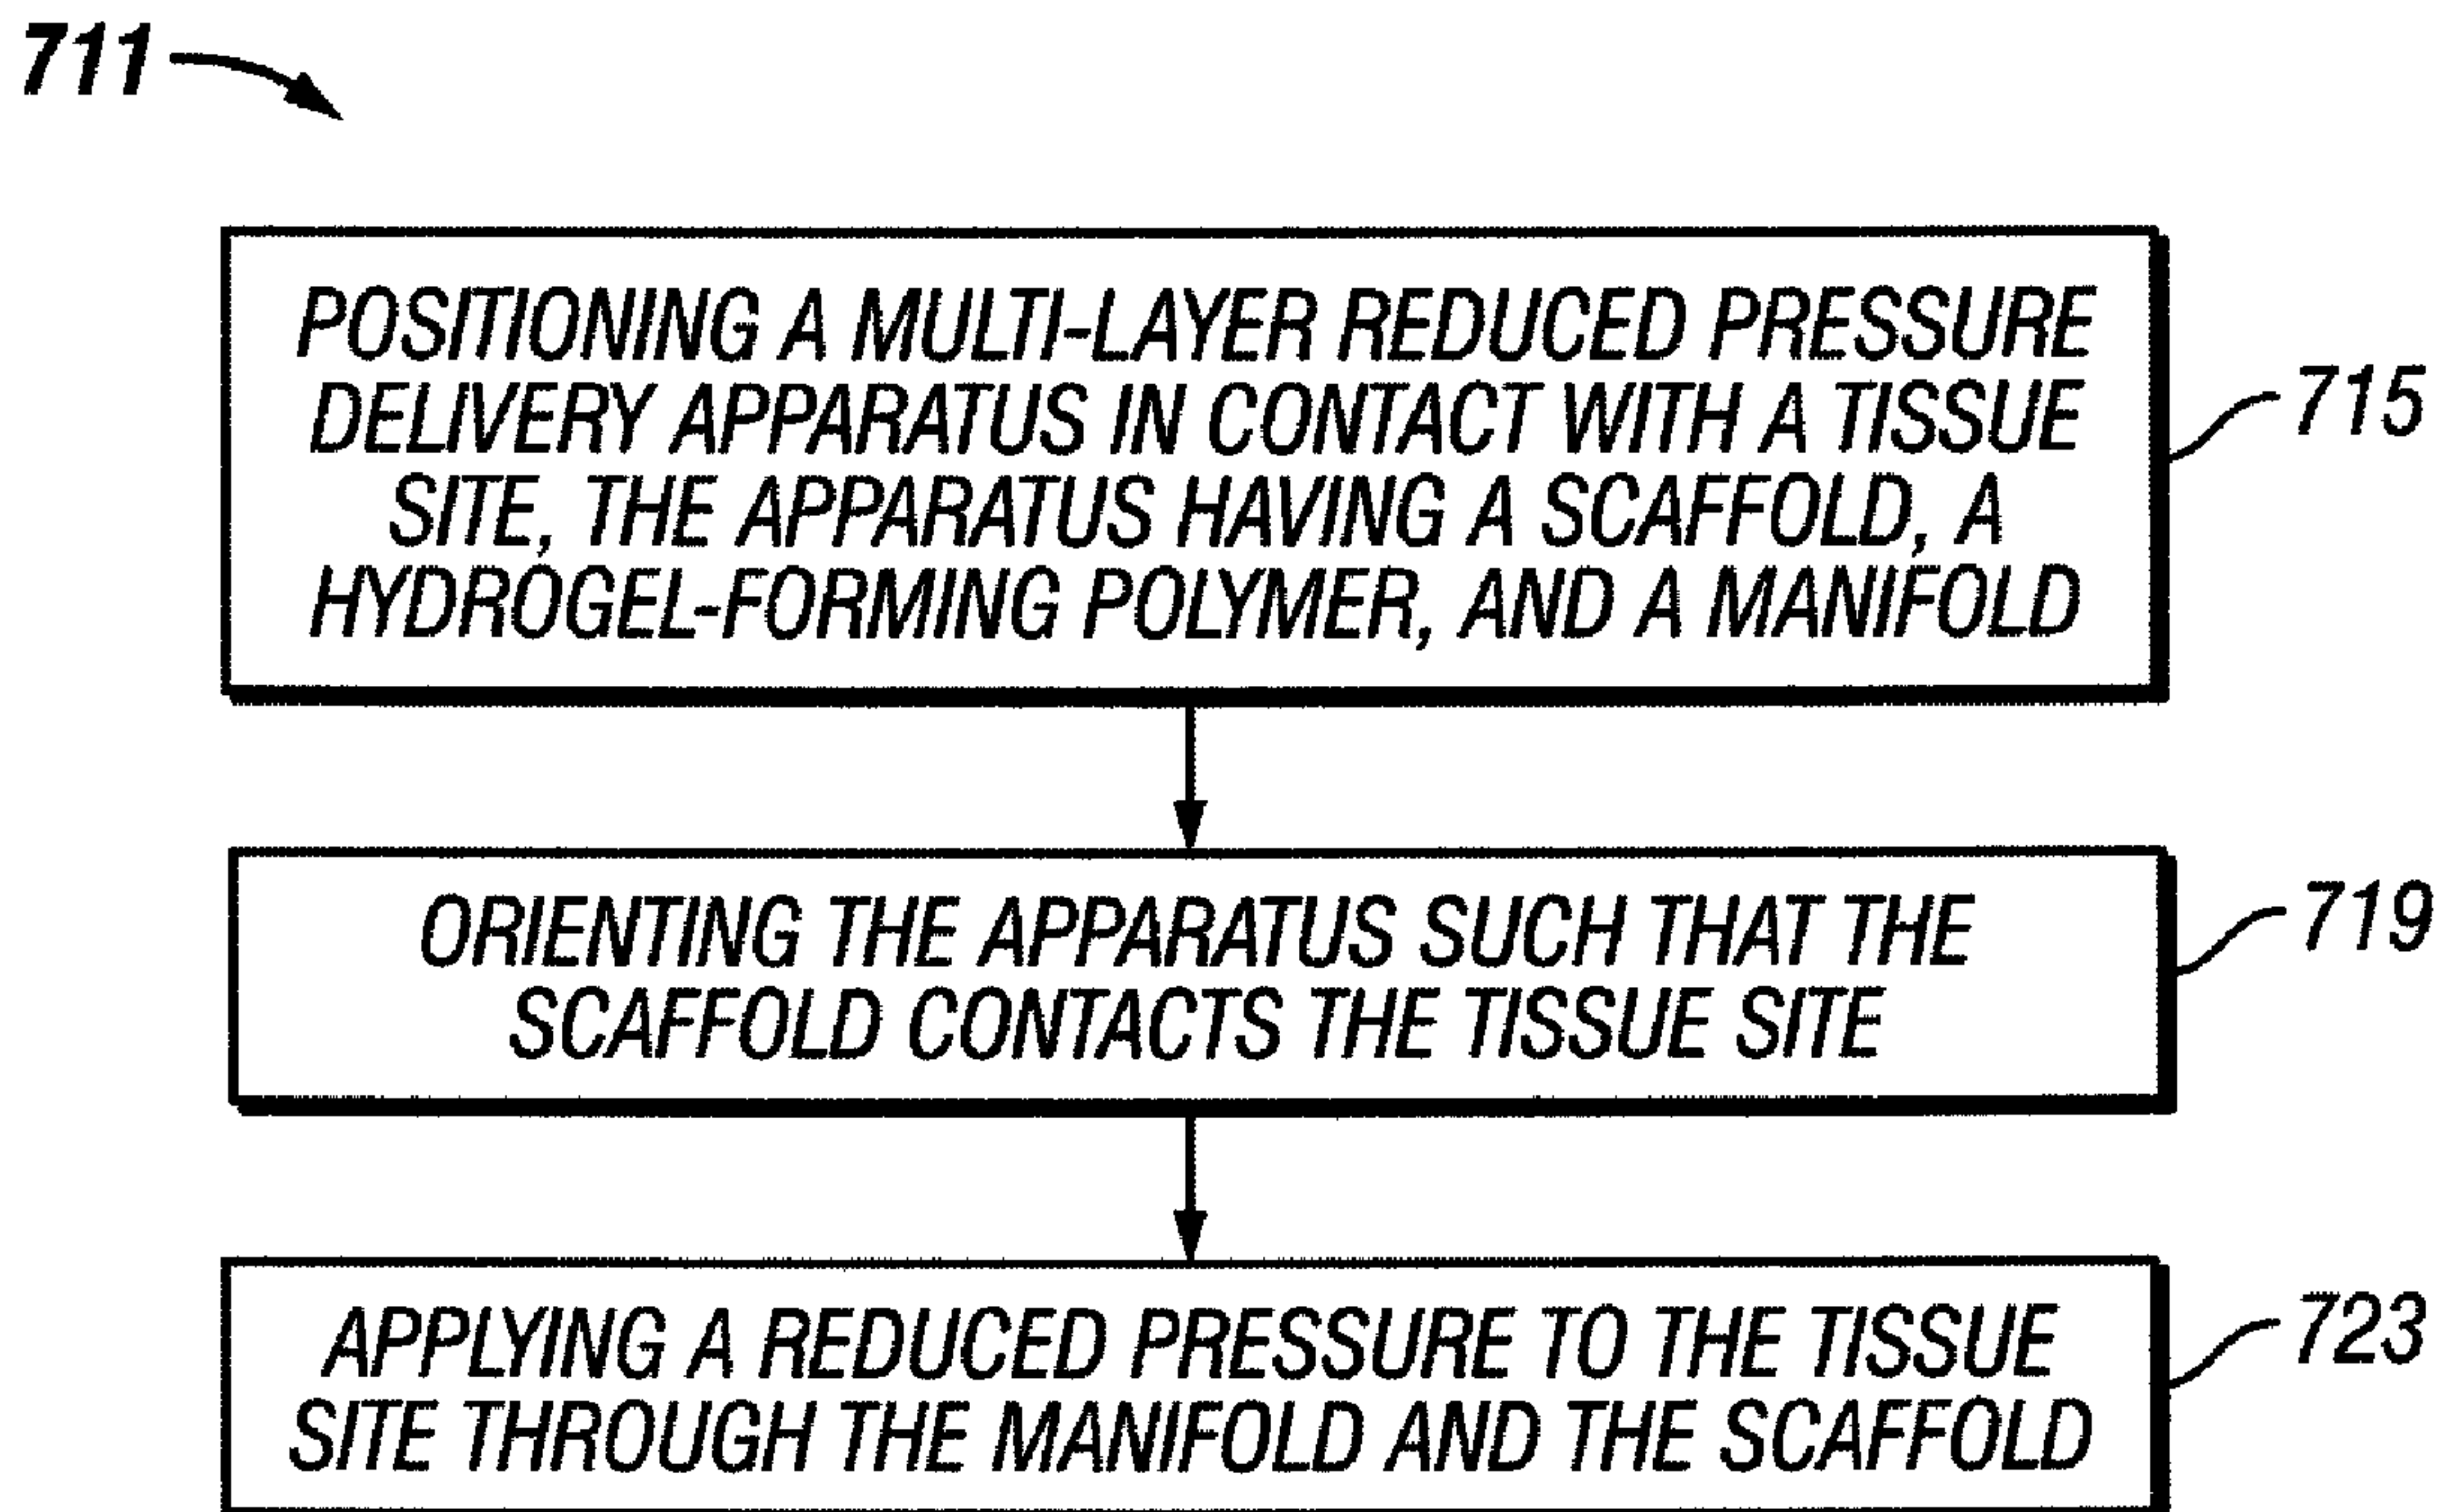 711
POSITIONING A MULTI-LAYER REDUCED PRESSURE
DELIVERY APPARATUS IN CONTACT WITH A TISSUE
SITE, THE APPARATUS HAVING A SCAFFOLD, A
HYDROGEL-FORMING POLYMER, AND A MANIFOLD
715
ORIENTING THE APPARATUS SUCH THAT THE
SCAFFOLD CONTACTS THE TISSUE SITE
719
APPLYING A REDUCED PRESSURE TO THE TISSUE
SITE THROUGH THE MANIFOLD AND THE SCAFFOLD
723